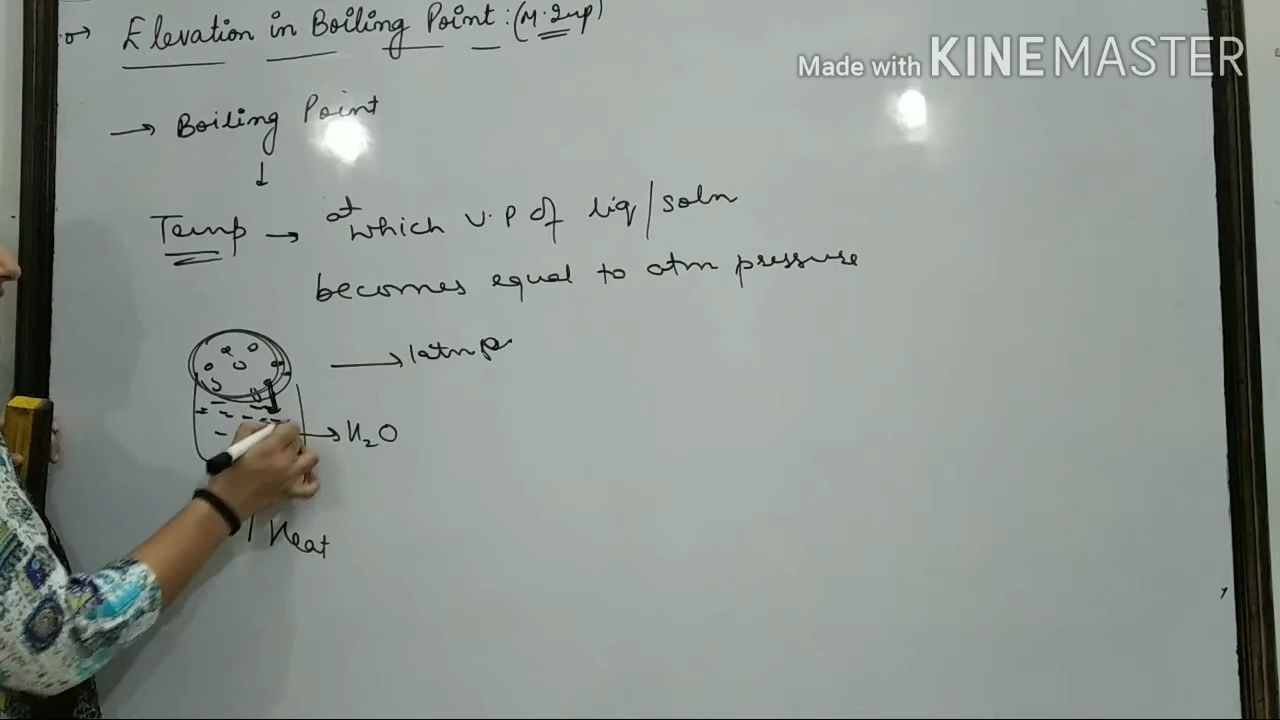 Elevation in Boiling Point: (M. Imp)
Made with KINEMASTER
→ Boiling Point
↓
Temp → at which V.P of liq/soln
becomes equal to atm pressure
→ 1atm pr
→ H₂O
Heat